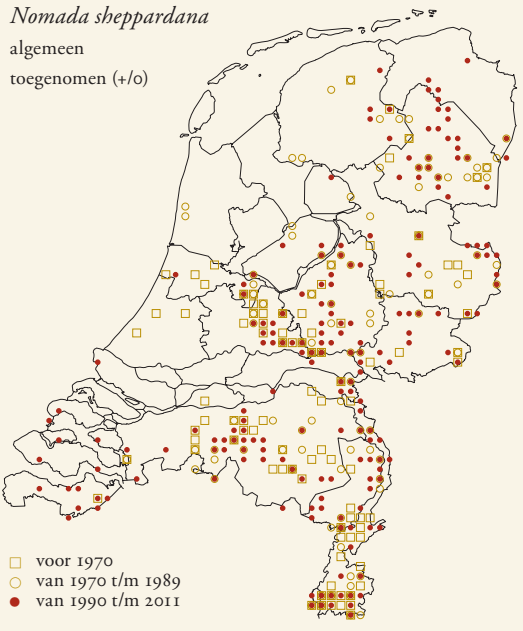 Nomada sheppardana
algemeen
toegenomen (+/0)
voor 1970
van 1970 t/m 1989
van 1990 t/m 2011